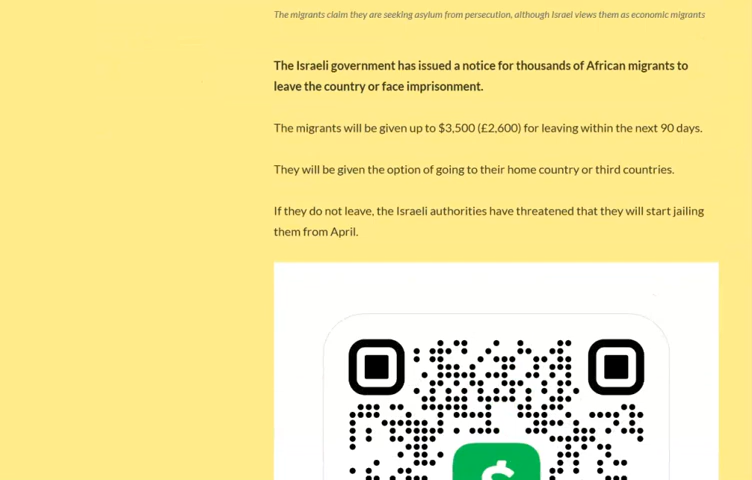 The migrants claim they are seeking asylum from persecution, although Israel views them as economic migrants
The Israeli government has issued a notice for thousands of African migrants to
leave the country or face imprisonment.
The migrants will be given up to $3,500 (£2,600) for leaving within the next 90 days.
They will be given the option of going to their home country or third countries.
If they do not leave, the Israeli authorities have threatened that they will start jailing
them from April.
$